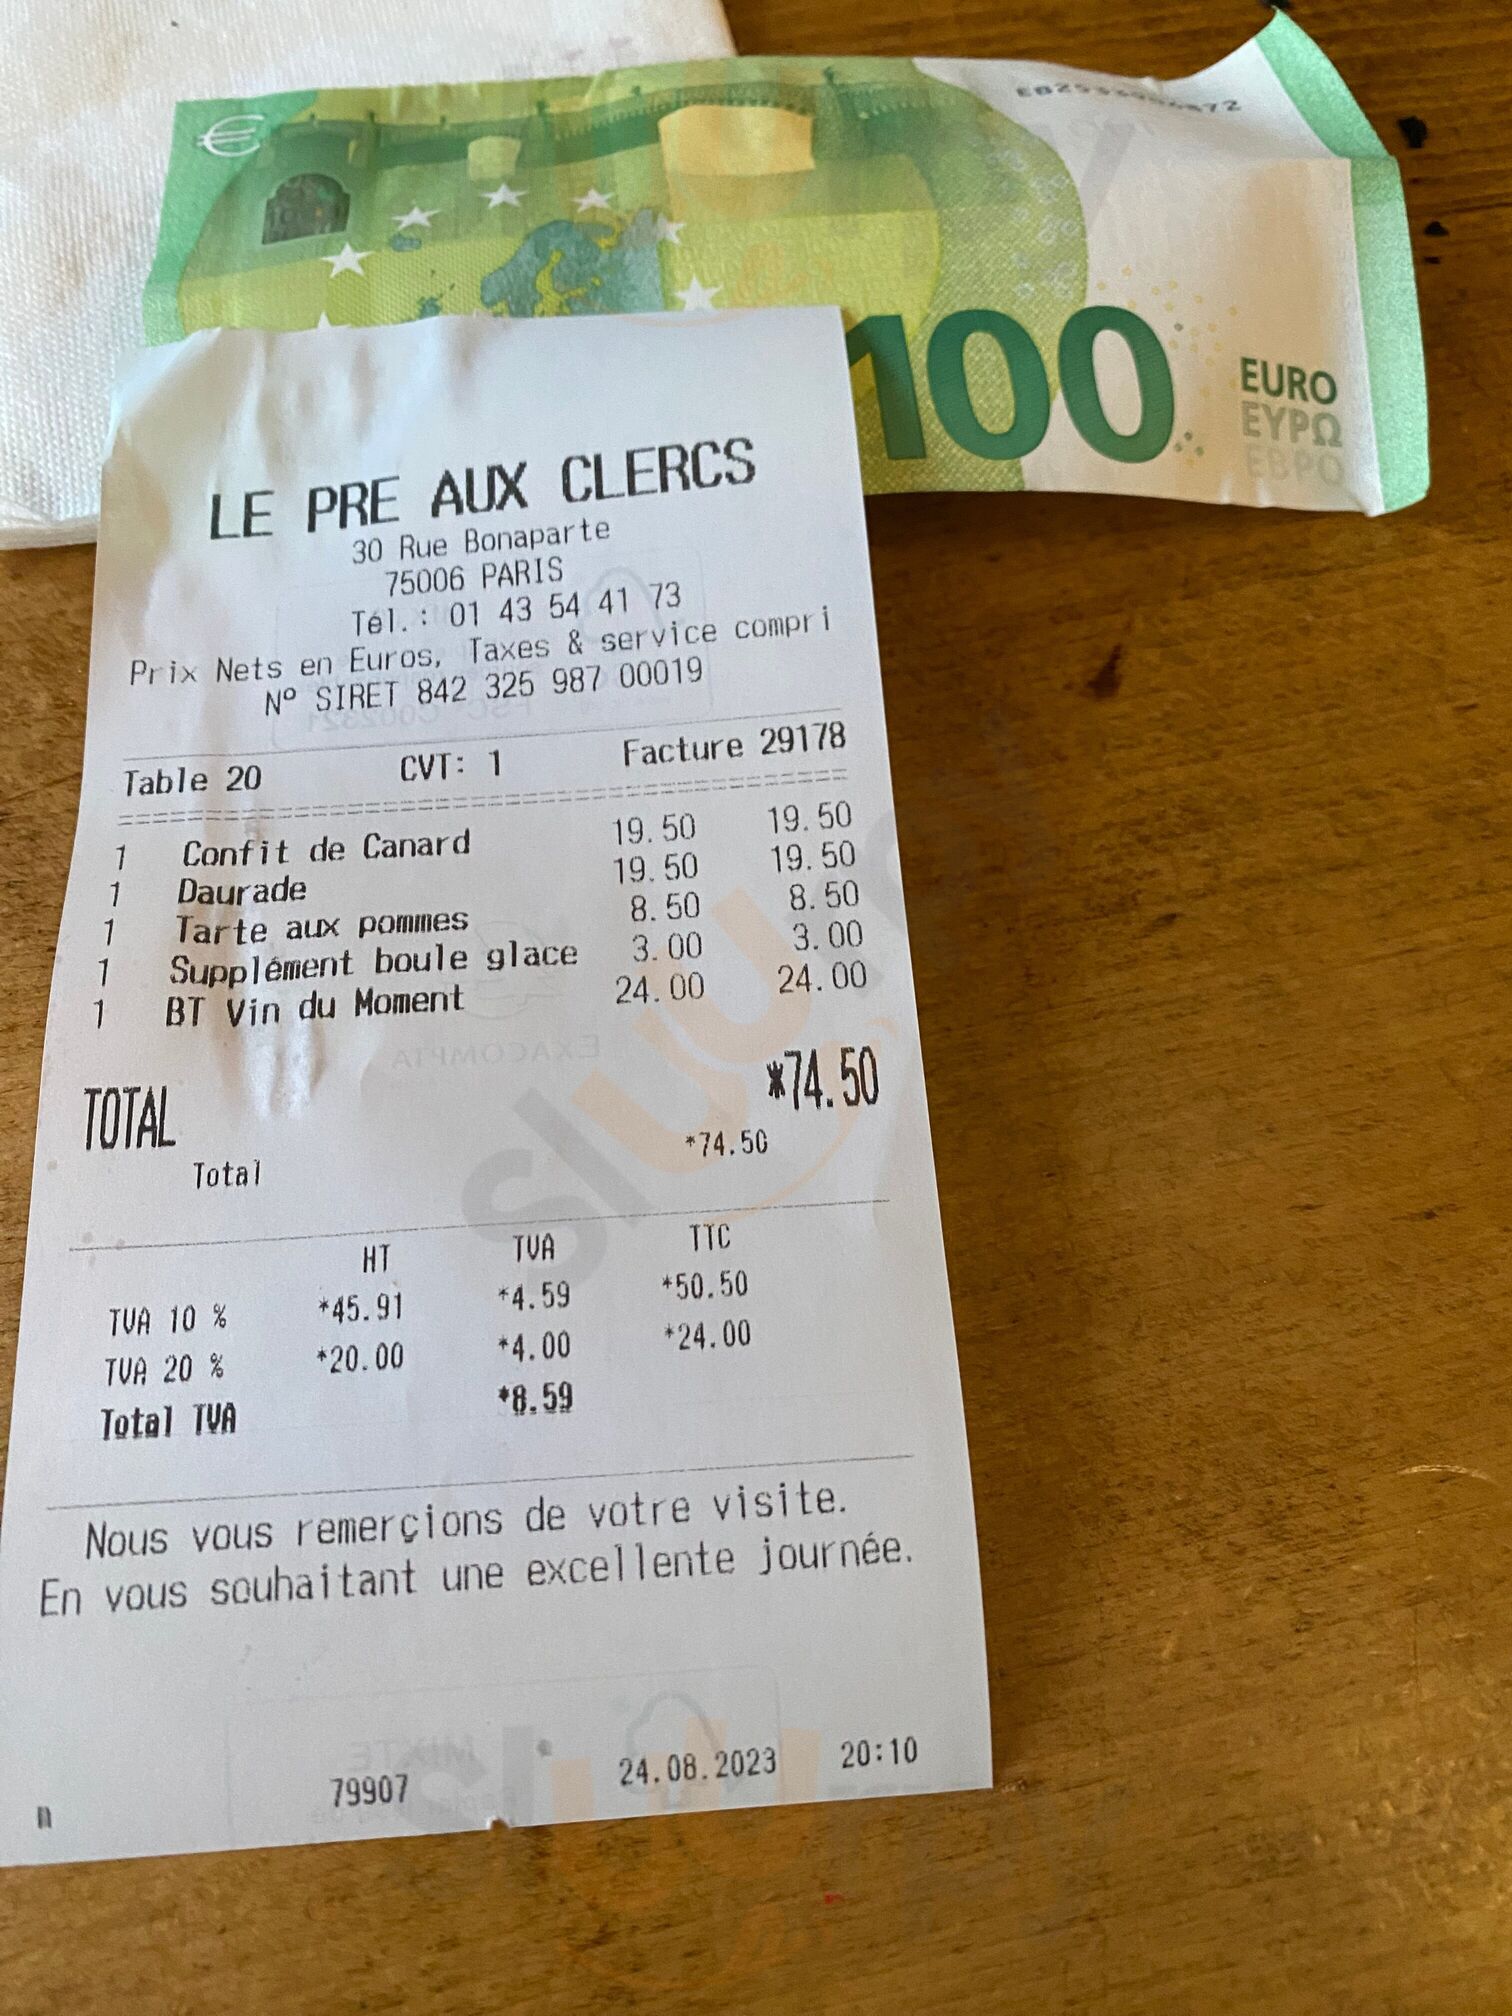 100
EURO
ΕΥΡΩ
LE PRE AUX CLERCS
30 Rue Bonaparte
75006 PARIS
Tél.: 01 43 54 41 73
Prix Nets en Euros, Taxes & service compri
Nº SIRET 842 325 987 00019
Table 20 CVT: 1 Facture 29178
1 Confit de Canard 19.50 19.50
1 Daurade 19.50 19.50
1 Tarte aux pommes 8.50 8.50
1 Supplément boule glace 3.00 3.00
1 BT Vin du Moment 24.00 24.00
EXACOMPTA
TOTAL *74.50
Total *74.50
HT TVA TTC
TVA 10 % *45.91 *4.59 *50.50
TVA 20 % *20.00 *4.00 *24.00
Total TVA *8.59
Nous vous remerçions de votre visite.
En vous souhaitant une excellente journée.
MIXTE
79907 24.08.2023 20:10